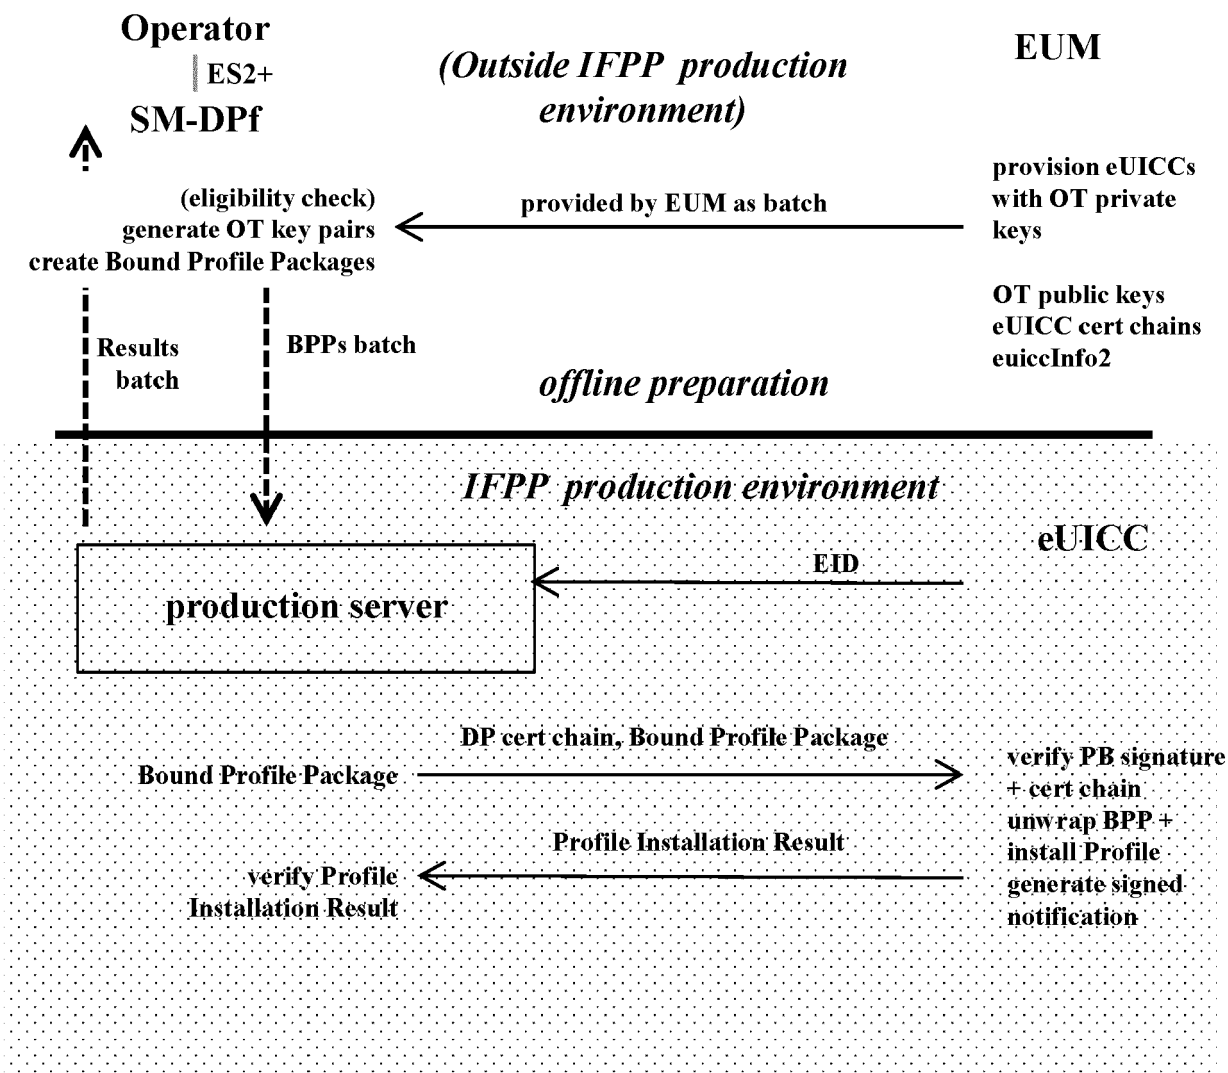 Operator
ES2+
SM-DPf
(Outside IFPP production
environment)
EUM
(eligibility check)
generate OT key pairs
create Bound Profile Packages
provided by EUM as batch
provision eUICCs
with OT private
keys
OT public keys
eUICC cert chains
euiccInfo2
Results
batch
BPPs batch
offline preparation
IFPP production environment
eUICC
EID
production server
DP cert chain, Bound Profile Package
Bound Profile Package
verify PB signature
+ cert chain
unwrap BPP +
install Profile
generate signed
notification
Profile Installation Result
verify Profile
Installation Result